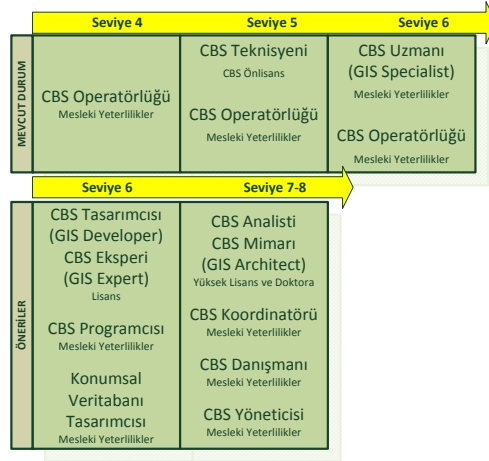 Seviye 4
Seviye 5
Seviye 6
MEVCUT DURUM
CBS Operatörlüğü
Mesleki Yeterlilikler
CBS Teknisyeni
CBS Önlisans
CBS Operatörlüğü
Mesleki Yeterlilikler
CBS Uzmanı
(GIS Specialist)
Mesleki Yeterlilikler
CBS Operatörlüğü
Mesleki Yeterlilikler
Seviye 6
Seviye 7-8
ÖNERİLER
CBS Tasarımcısı
(GIS Developer)
CBS Eksperi
(GIS Expert)
Lisans
CBS Programcısı
Mesleki Yeterlilikler
Konumsal
Veritabanı
Tasarımcısı
Mesleki Yeterlilikler
CBS Analisti
CBS Mimarı
(GIS Architect)
Yüksek Lisans ve Doktora
CBS Koordinatörü
Mesleki Yeterlilikler
CBS Danışmanı
Mesleki Yeterlilikler
CBS Yöneticisi
Mesleki Yeterlilikler